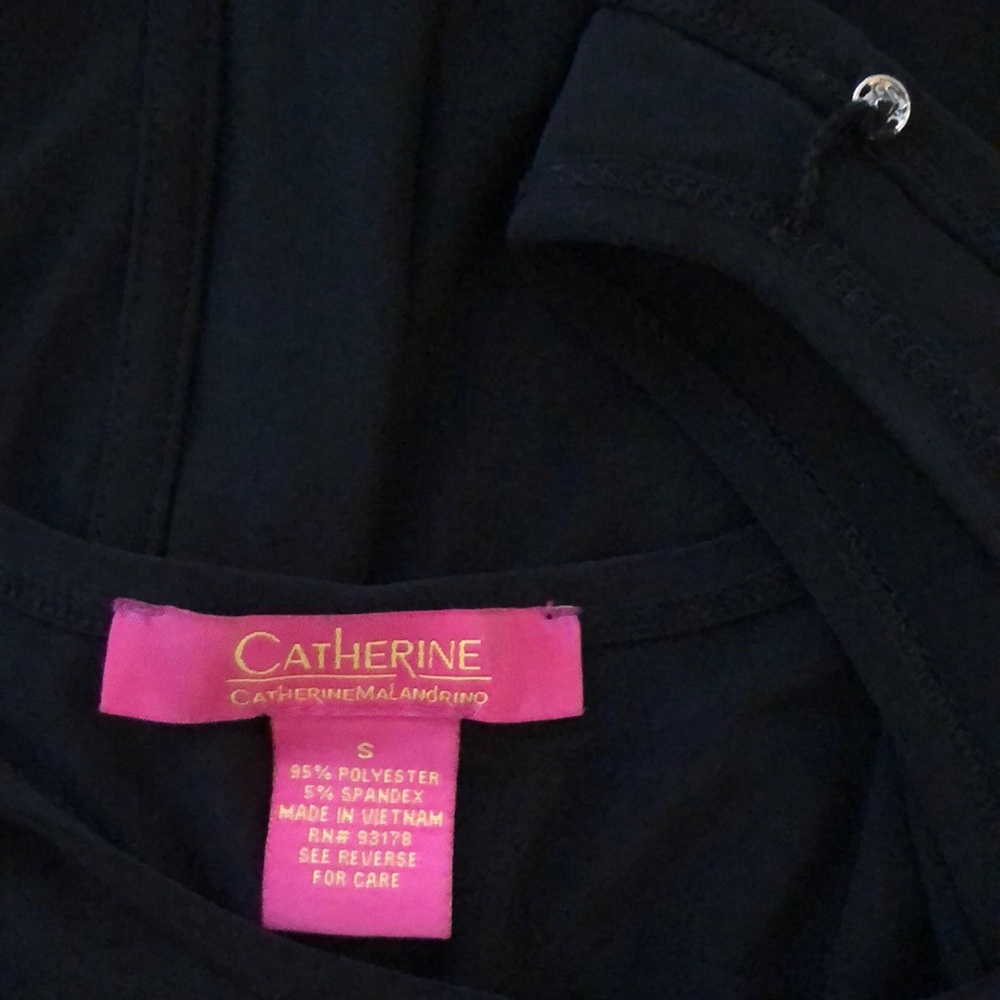 CATHERINE
CATHERINEMALANDRINO
S
95% POLYESTER
5% SPANDEX
MADE IN VIETNAM
RN# 93178
SEE REVERSE
FOR CARE